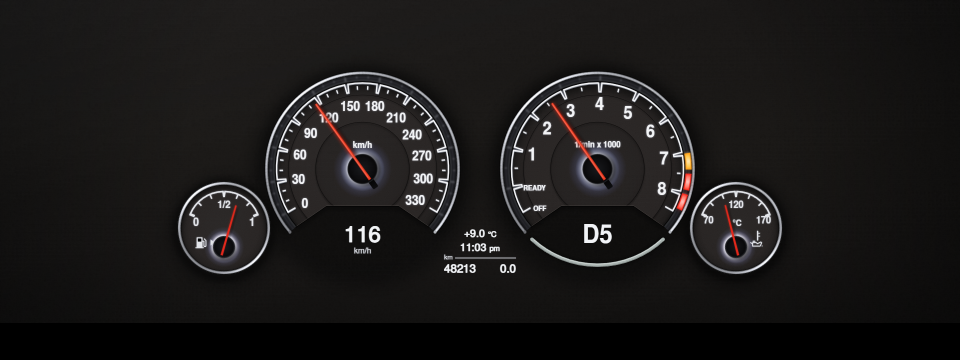 0
30
60
90
120
150
180
210
240
270
300
330
km/h
116
km/h
OFF
READY
1
2
3
4
5
6
7
8
1/min x 1000
D5
0
1/2
1
70
120
170
°C
+9.0 °C
11:03 pm
km
48213 0.0